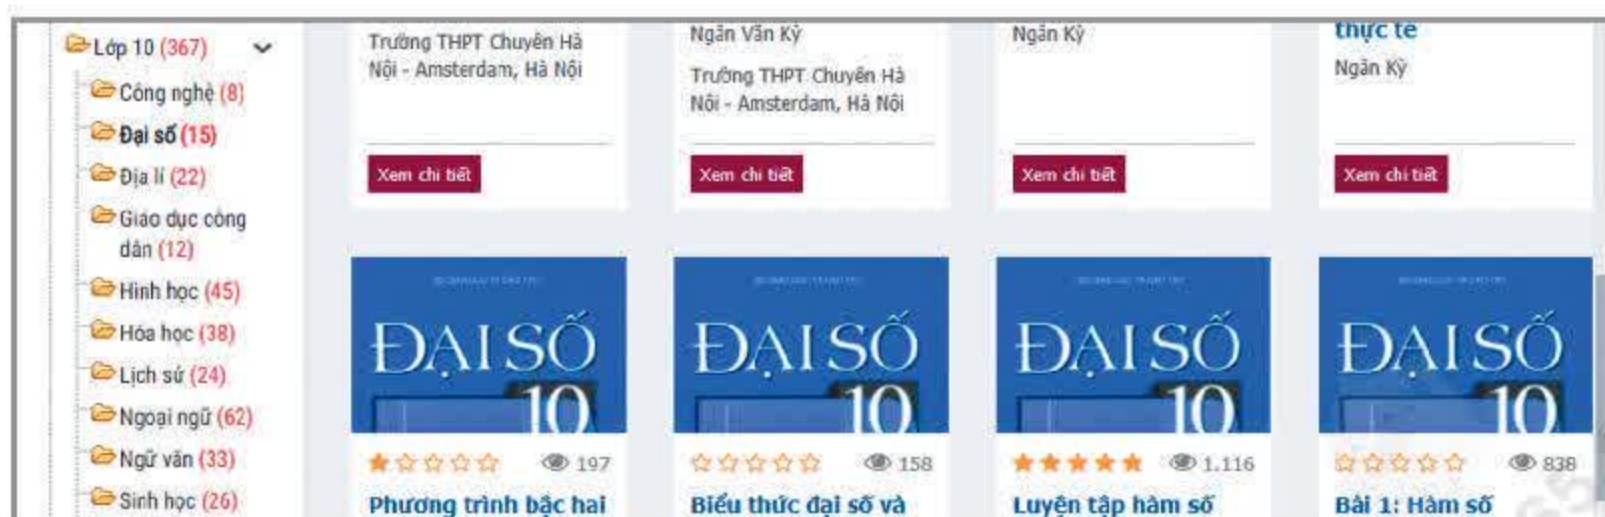 Lớp 10 (367)
Công nghệ (8)
Đại số (15)
Địa lí (22)
Giáo dục công
dân (12)
Hình học (45)
Hóa học (38)
Lịch sử (24)
Ngoại ngữ (62)
Ngữ văn (33)
Sinh học (26)
Trường THPT Chuyên Hà
Nội - Amsterdam, Hà Nội
Xem chi tiết
Ngân Văn Kỳ
Trường THPT Chuyên Hà
Nội - Amsterdam, Hà Nội
Xem chi tiết
Ngân Kỳ
Xem chi tiết
thực tế
Ngân Kỳ
Xem chi tiết
ĐẠI SỐ
10
197
Phương trình bậc hai
ĐẠI SỐ
10
158
Biểu thức đại số và
ĐẠI SỐ
10
1.116
Luyện tập hàm số
ĐẠI SỐ
10
838
Bài 1: Hàm số